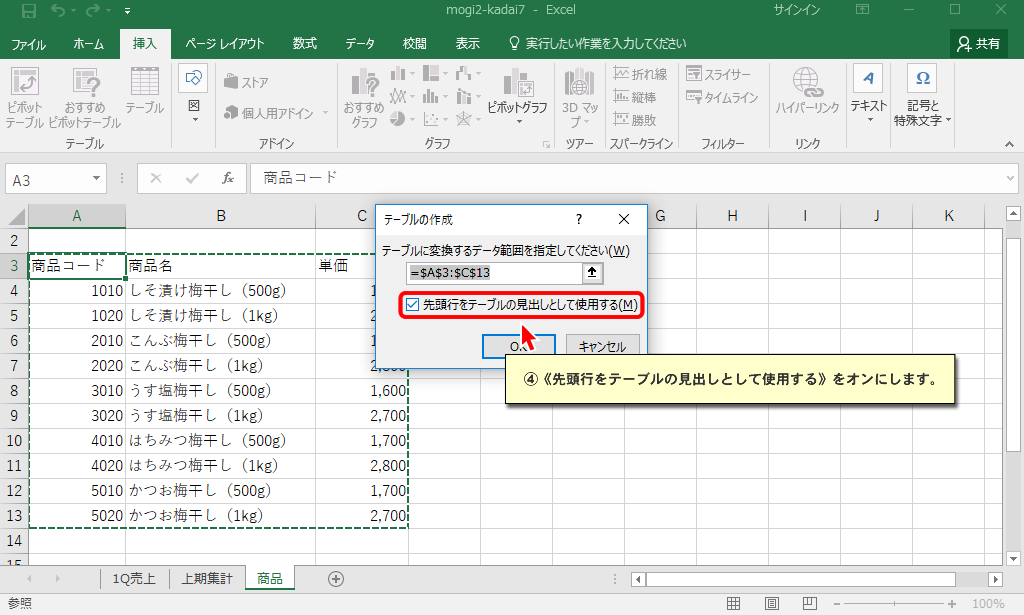 mogi2-kadai7 - Excel
サインイン
ファイル ホーム 挿入 ページ レイアウト 数式 データ 校閲 表示 実行したい作業を入力してください 共有
ピボット
テーブル
おすすめ
ピボットテーブル
テーブル
図
ストア
個人用アドイン
おすすめ
グラフ
ピボットグラフ
3D マッ
プ
折れ線
縦棒
勝敗
スライサー
タイムライン
ハイパーリンク
テキスト
記号と
特殊文字
テーブル アドイン グラフ ツアー スパークライン フィルター リンク
A3 fx 商品コード
A B C G H I J K
2
3 商品コード 商品名 単価
4 1010 しそ漬け梅干し（500g）
5 1020 しそ漬け梅干し（1kg）
6 2010 こんぶ梅干し（500g）
7 2020 こんぶ梅干し（1kg）
8 3010 うす塩梅干し（500g） 1,600
9 3020 うす塩梅干し（1kg） 2,700
10 4010 はちみつ梅干し（500g） 1,700
11 4020 はちみつ梅干し（1kg） 2,800
12 5010 かつお梅干し（500g） 1,700
13 5020 かつお梅干し（1kg） 2,700
14
15
テーブルの作成 ?
テーブルに変換するデータ範囲を指定してください(W)
=$A$3:$C$13
先頭行をテーブルの見出しとして使用する(M)
OK キャンセル
④《先頭行をテーブルの見出しとして使用する》をオンにします。
1Q売上 上期集計 商品
参照
100%